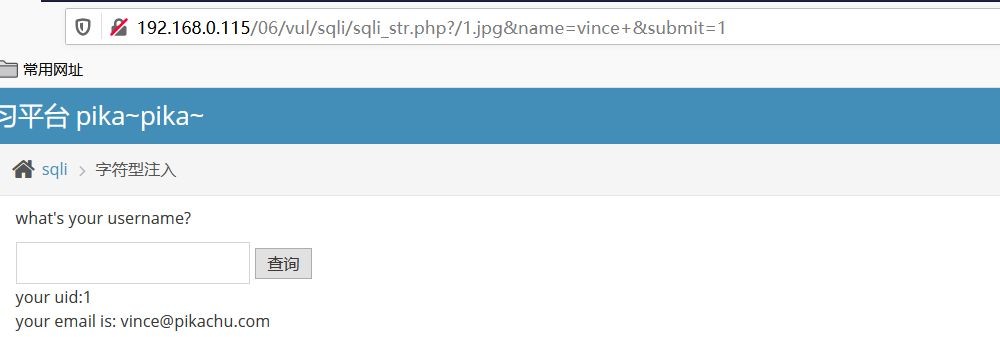 192.168.0.115/06/vul/sqli/sqli_str.php?/1.jpg&name=vince+&submit=1
常用网址
习平台 pika~pika~
sqli > 字符型注入
what's your username?
查询
your uid:1
your email is: vince@pikachu.com